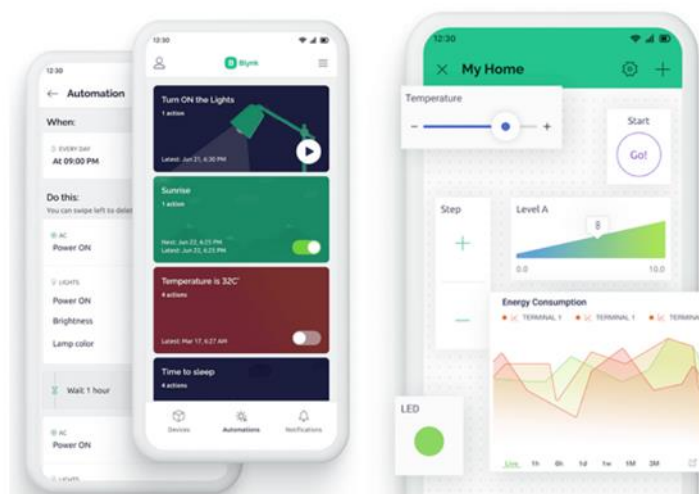 12:30
Automation
When:
EVERY DAY
At 09:00 PM
Do this:
You can swipe left to delet
AC
Power ON
LIGHTS
Power ON
Brightness
Lamp color
Wait 1 hour
AC
Power ON
LIGHTS
12:30
B Blynk
Turn ON the Lights
1 action
Latest: Jun 21, 6:30 PM
Sunrise
1 action
Next: Jun 22, 6:25 PM
Latest: Jun 22, 6:25 PM
Temperature is 32C°
4 actions
Latest: Mar 17, 6:27 AM
Time to sleep
4 actions
Devices
Automations
Notifications
12:30
My Home
Temperature
- +
Start
Go!
Step
+
Level A
8
0.0 10.0
Energy Consumption
TERMINAL 1 TERMINAL 1 TERMINA
LED
Live 1h 6h 1d 1w 1M 3M